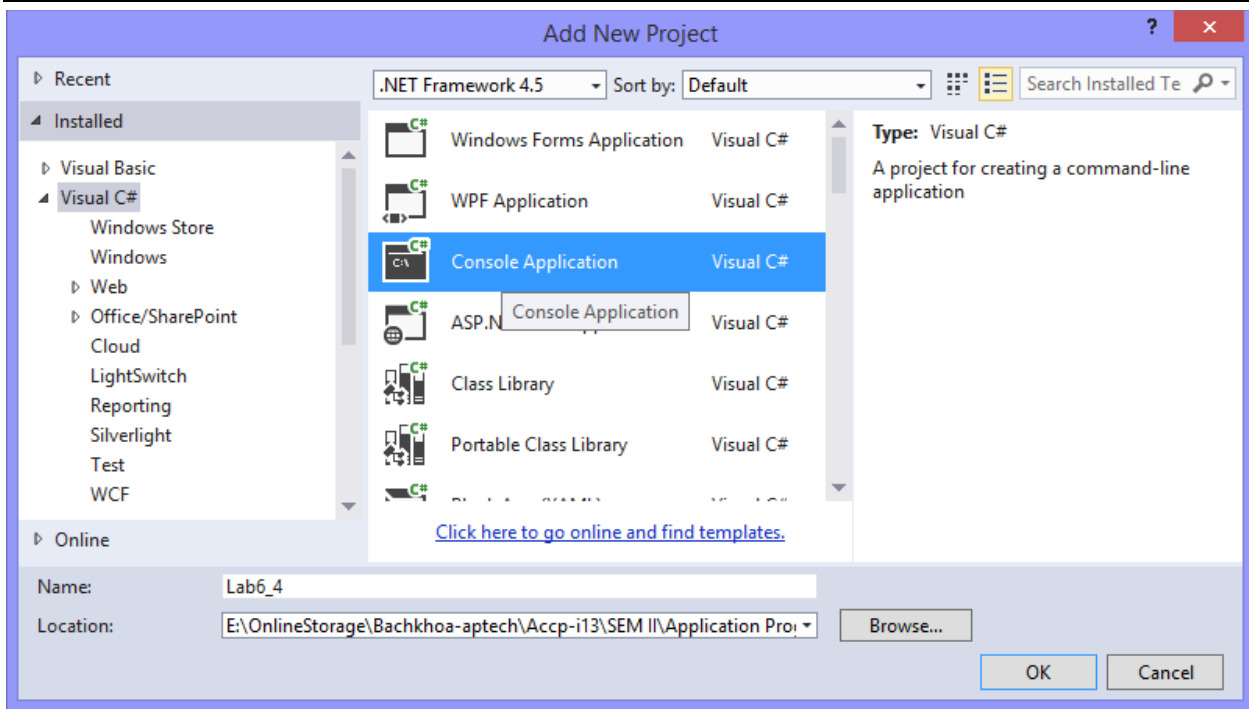 Add New Project
?
Recent
.NET Framework 4.5
Sort by:
Default
Search Installed Te
Installed
Visual Basic
Visual C#
Windows Store
Windows
Web
Office/SharePoint
Cloud
LightSwitch
Reporting
Silverlight
Test
WCF
Online
C# Windows Forms Application Visual C#
C# WPF Application Visual C#
C# C:\ Console Application Visual C#
Console Application
C# ASP.N Visual C#
C# Class Library Visual C#
C# Portable Class Library Visual C#
C#
Click here to go online and find templates.
Type: Visual C#
A project for creating a command-line
application
Name: Lab6_4
Location: E:\OnlineStorage\Bachkhoa-aptech\Accp-i13\SEM II\Application Pro
Browse...
OK Cancel